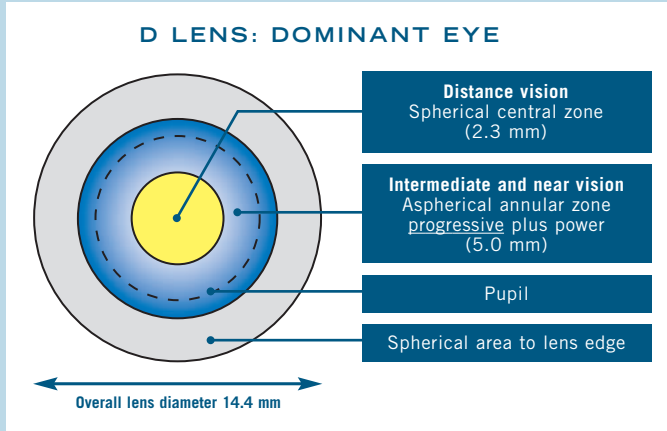 D LENS: DOMINANT EYE
Distance vision
Spherical central zone
(2.3 mm)
Intermediate and near vision
Aspherical annular zone
progressive plus power
(5.0 mm)
Pupil
Spherical area to lens edge
Overall lens diameter 14.4 mm